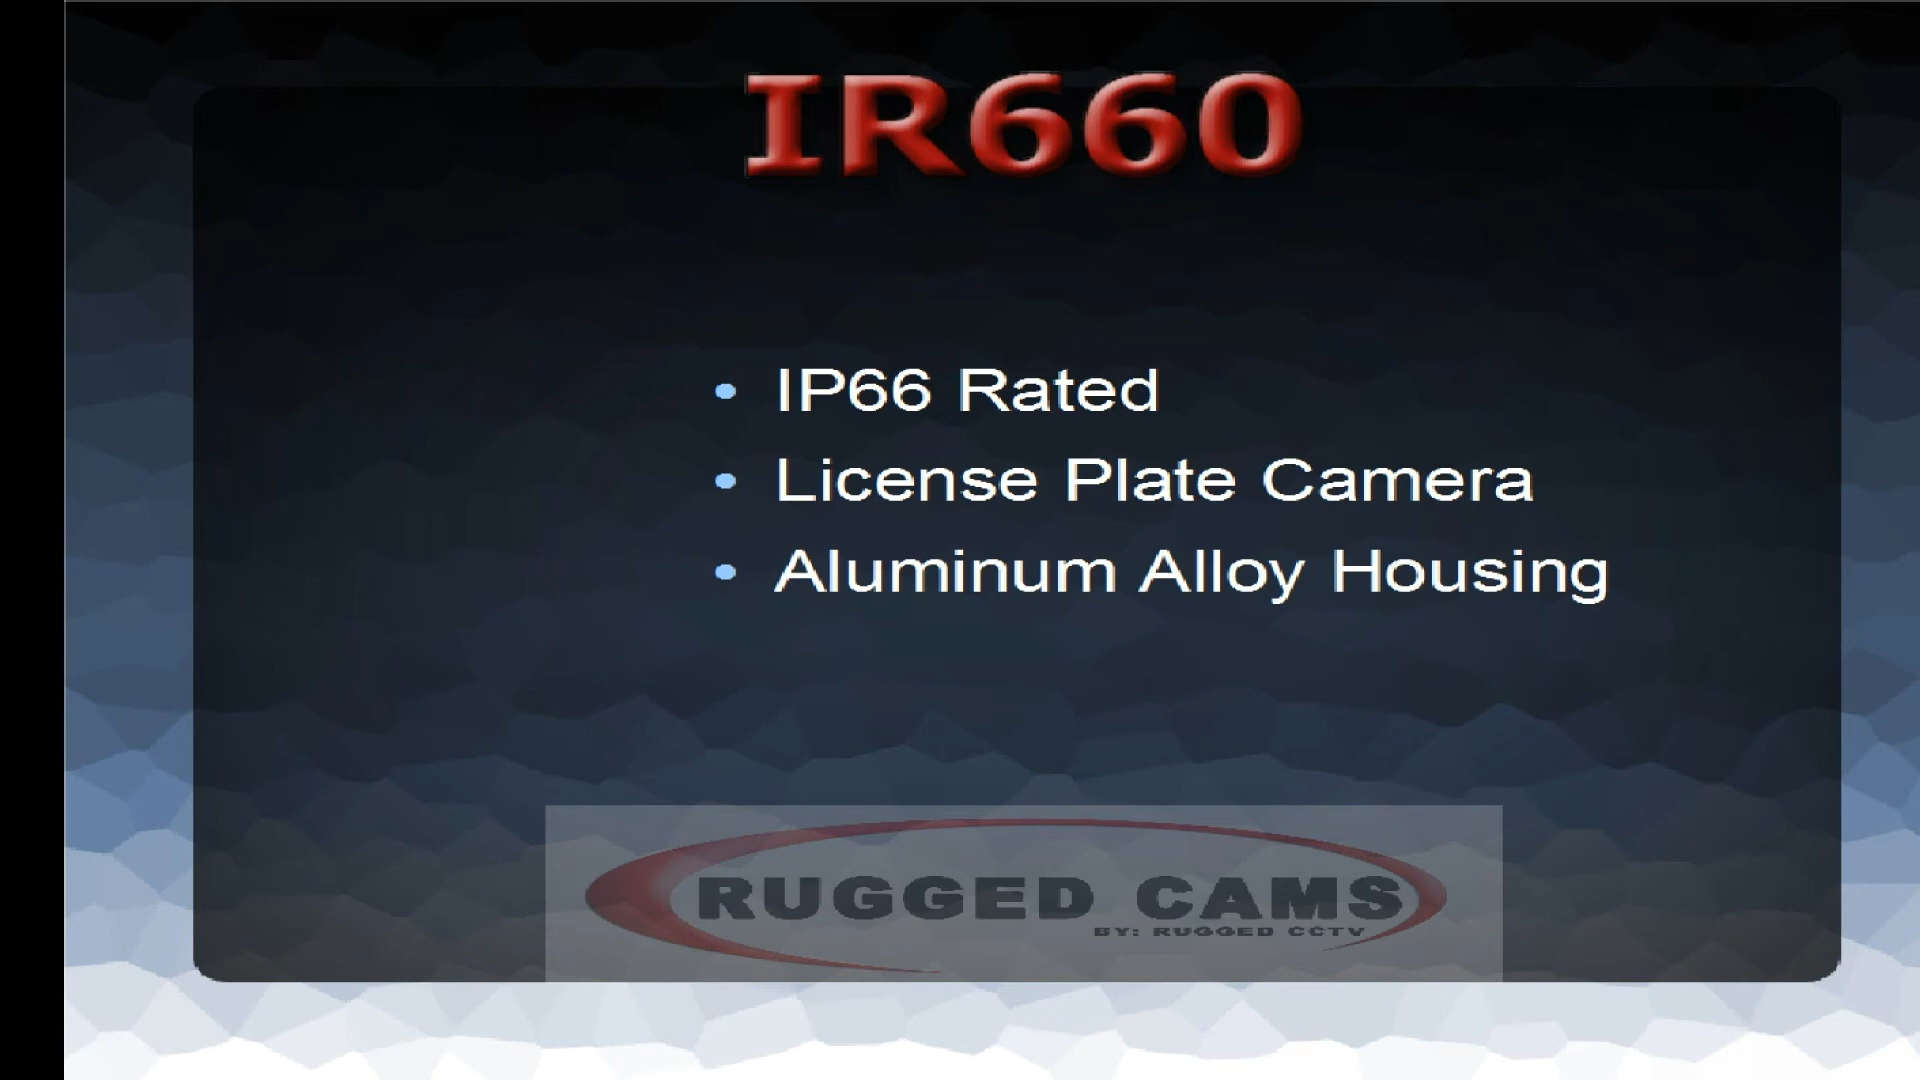 IR660
• IP66 Rated
• License Plate Camera
• Aluminum Alloy Housing
RUGGED CAMS
BY: RUGGED CCTV